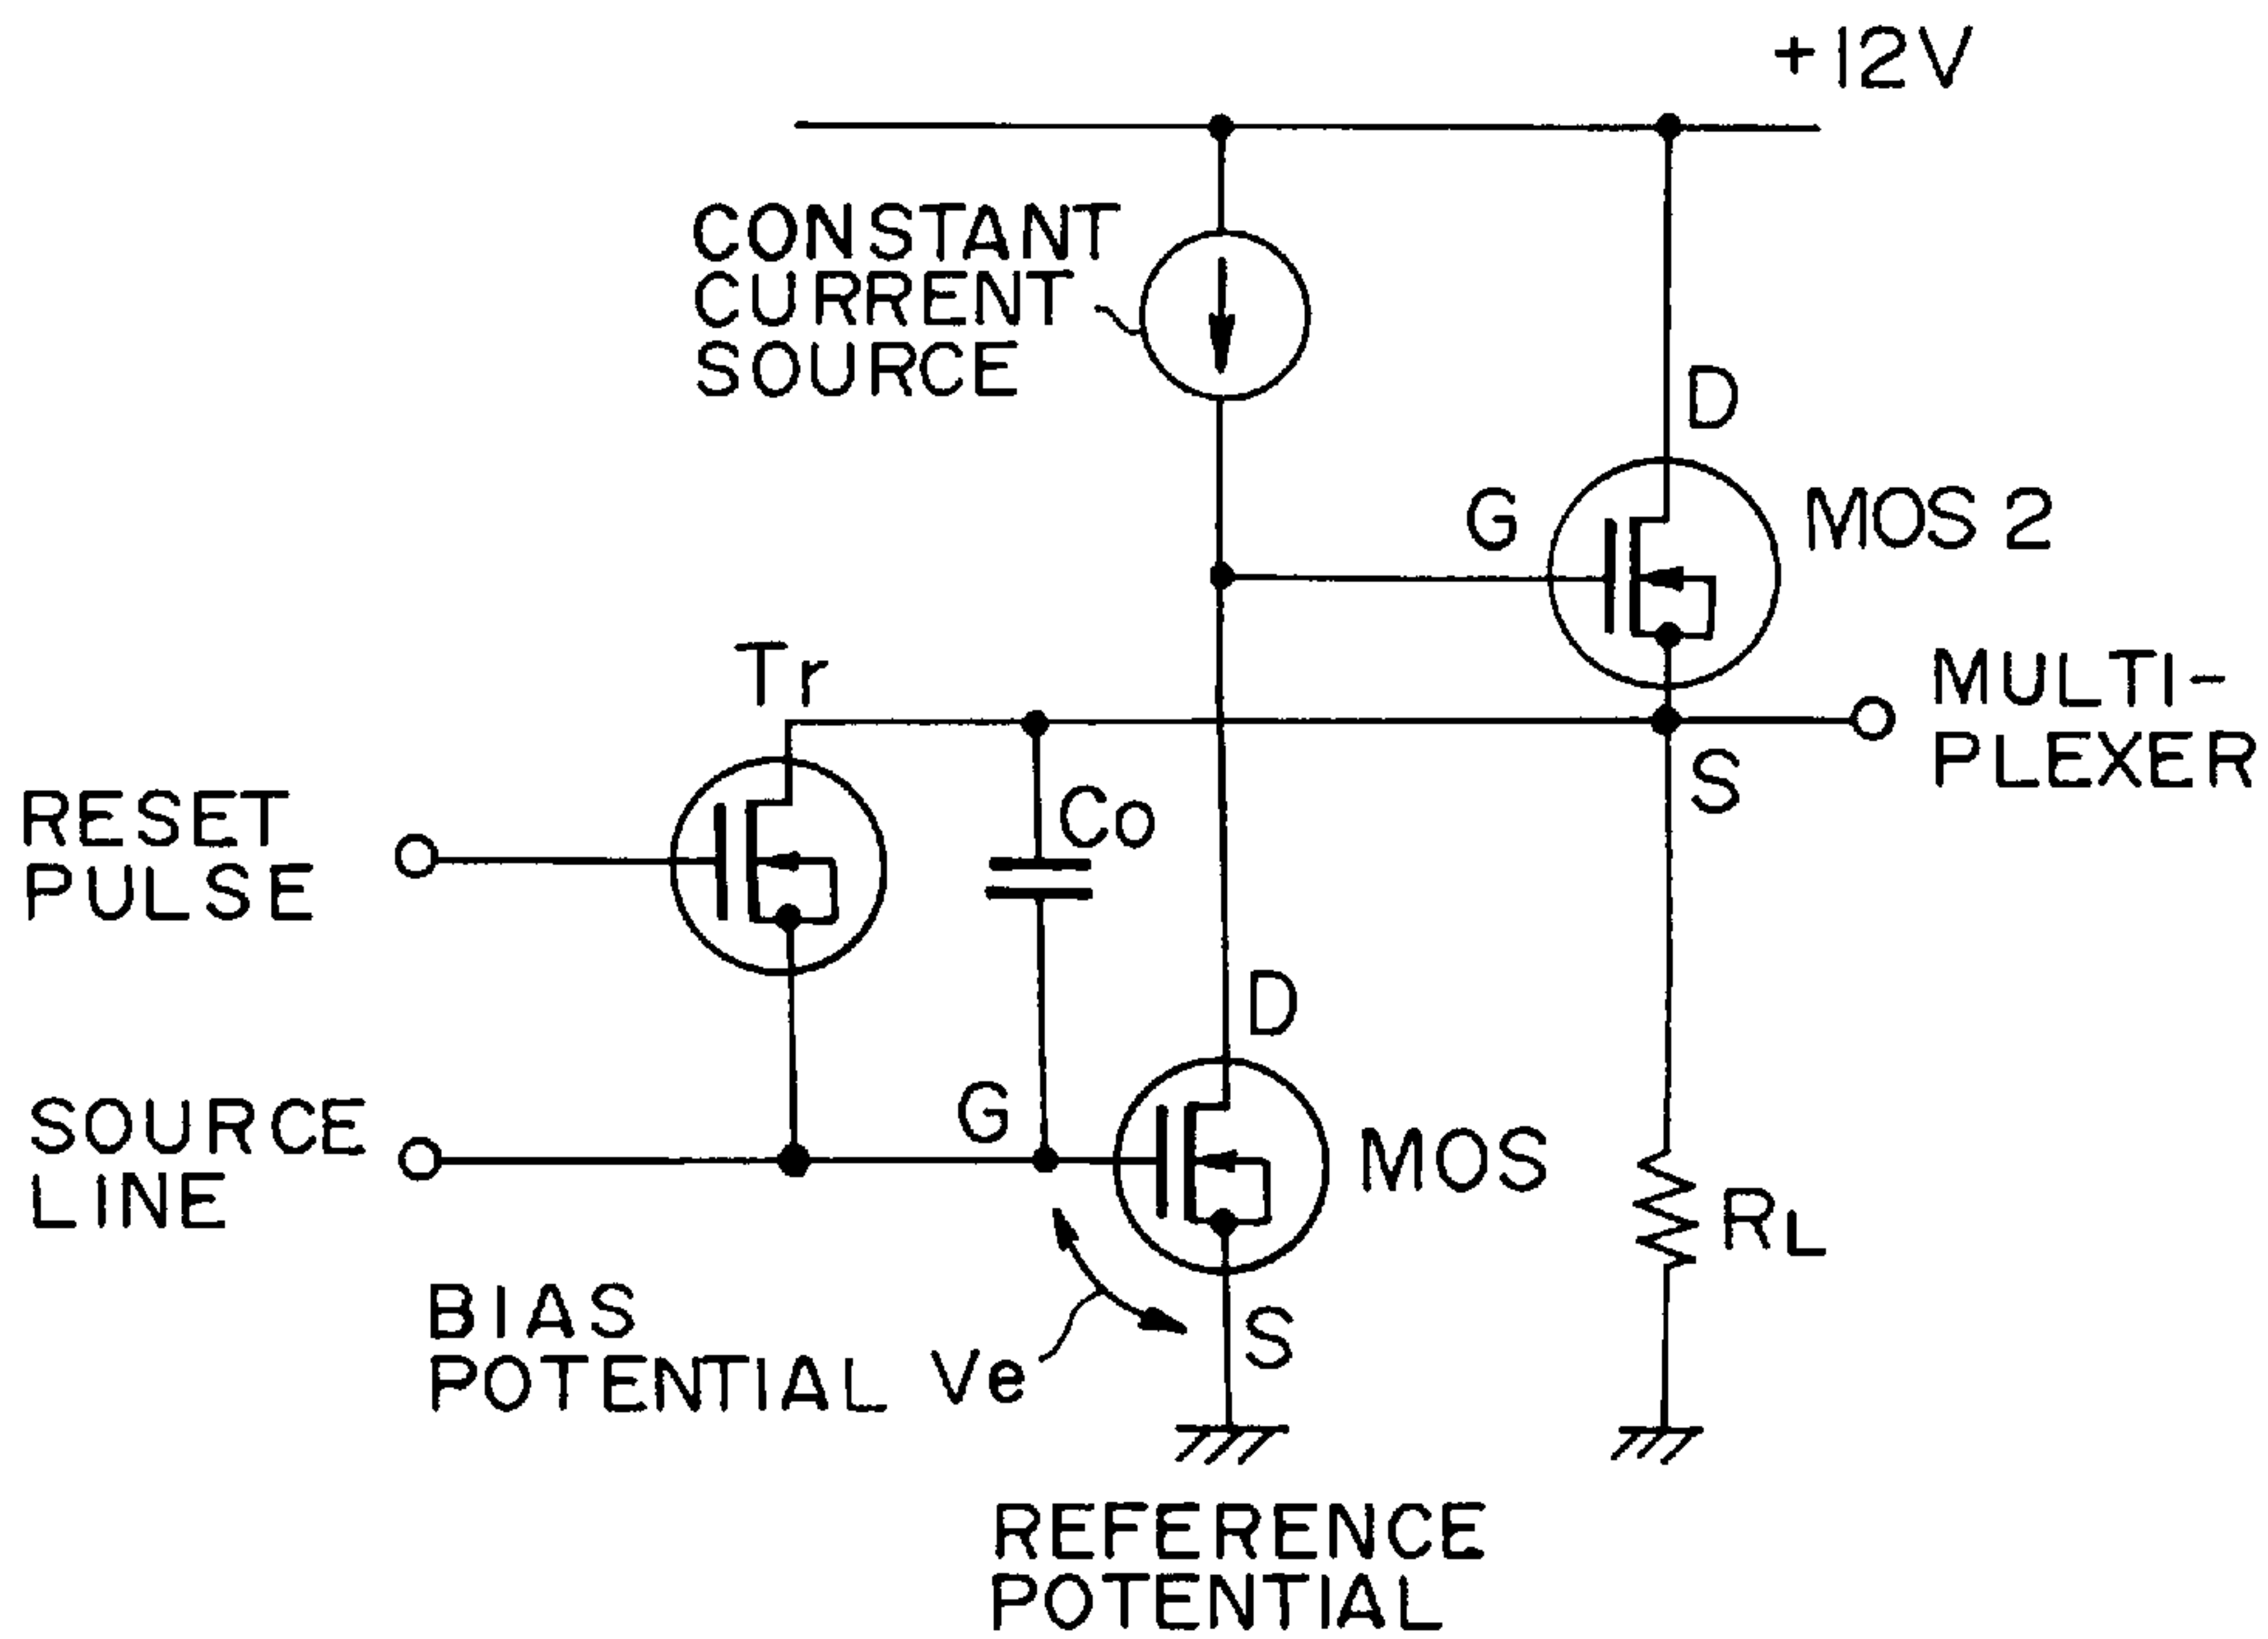 +12V
CONSTANT
CURRENT
SOURCE
D
G
MOS 2
Tr
MULTI-
PLEXER
S
RESET
PULSE
Co
D
SOURCE
LINE
G
MOS
RL
BIAS
POTENTIAL
Ve
S
REFERENCE
POTENTIAL